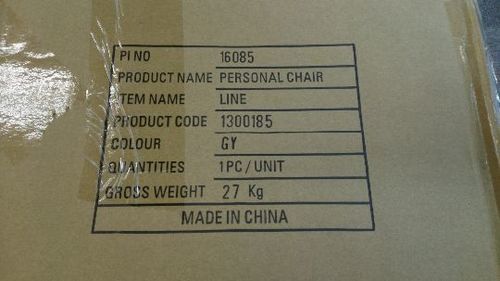 PI NO 16085
PRODUCT NAME PERSONAL CHAIR
ITEM NAME LINE
PRODUCT CODE 1300185
COLOUR GY
QUANTITIES 1PC / UNIT
GROSS WEIGHT 27 Kg
MADE IN CHINA